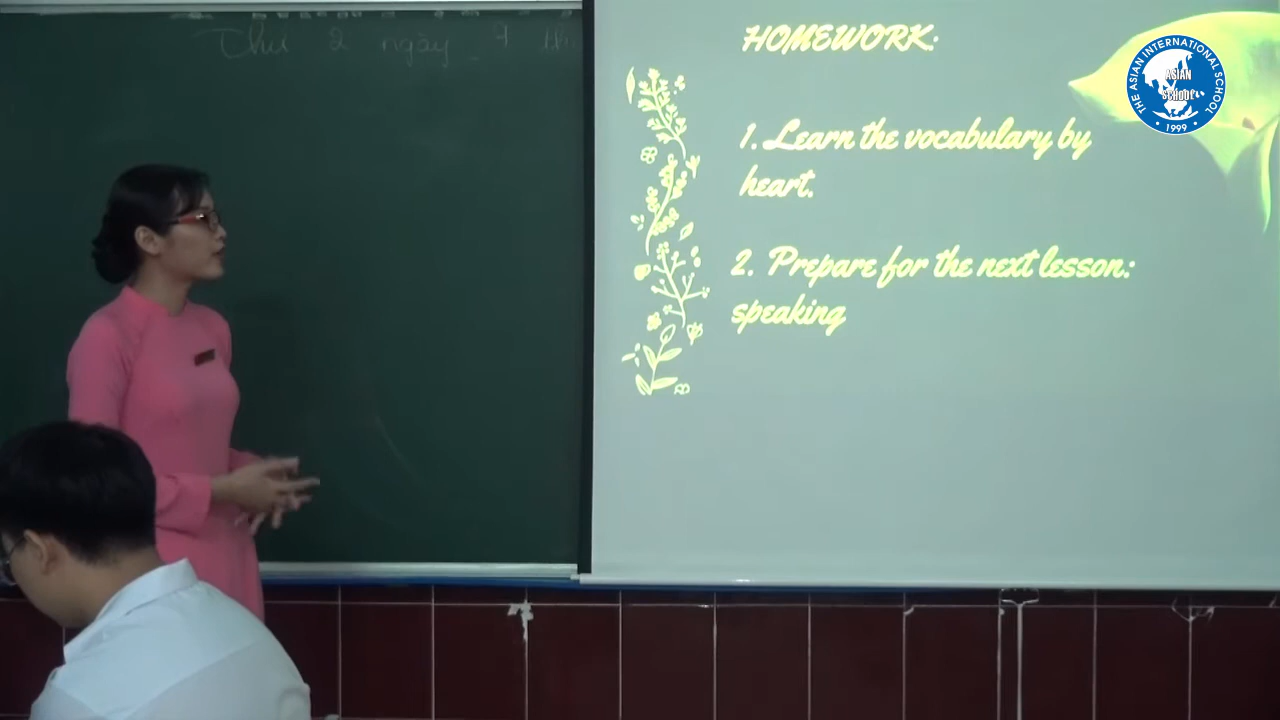 Thứ 2 ngày 9
HOMEWORK:
1. Learn the vocabulary by
heart.
2. Prepare for the next lesson:
speaking
THE ASIAN INTERNATIONAL SCHOOL
ASIAN
SCHOOL
• 1999 •